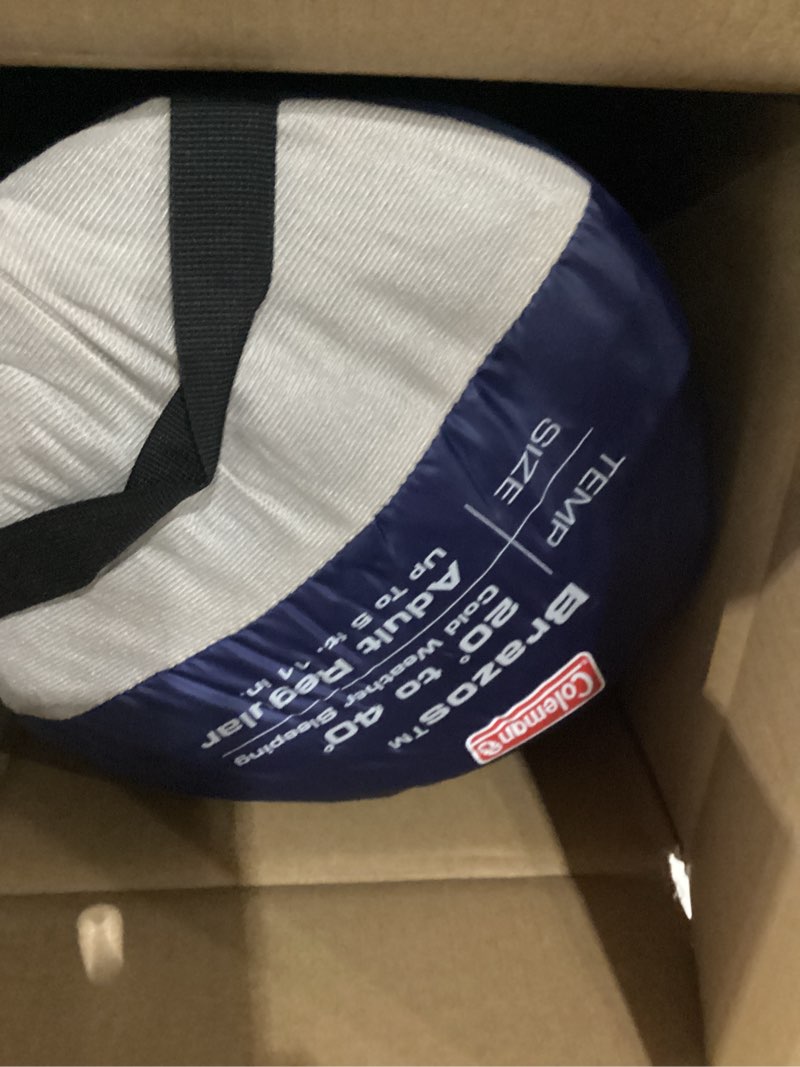 Coleman®
Brazos™
TEMP
20° to 40°
Cold Weather Sleeping
SIZE
Adult Regular
Up To 5 ft. 11 in.